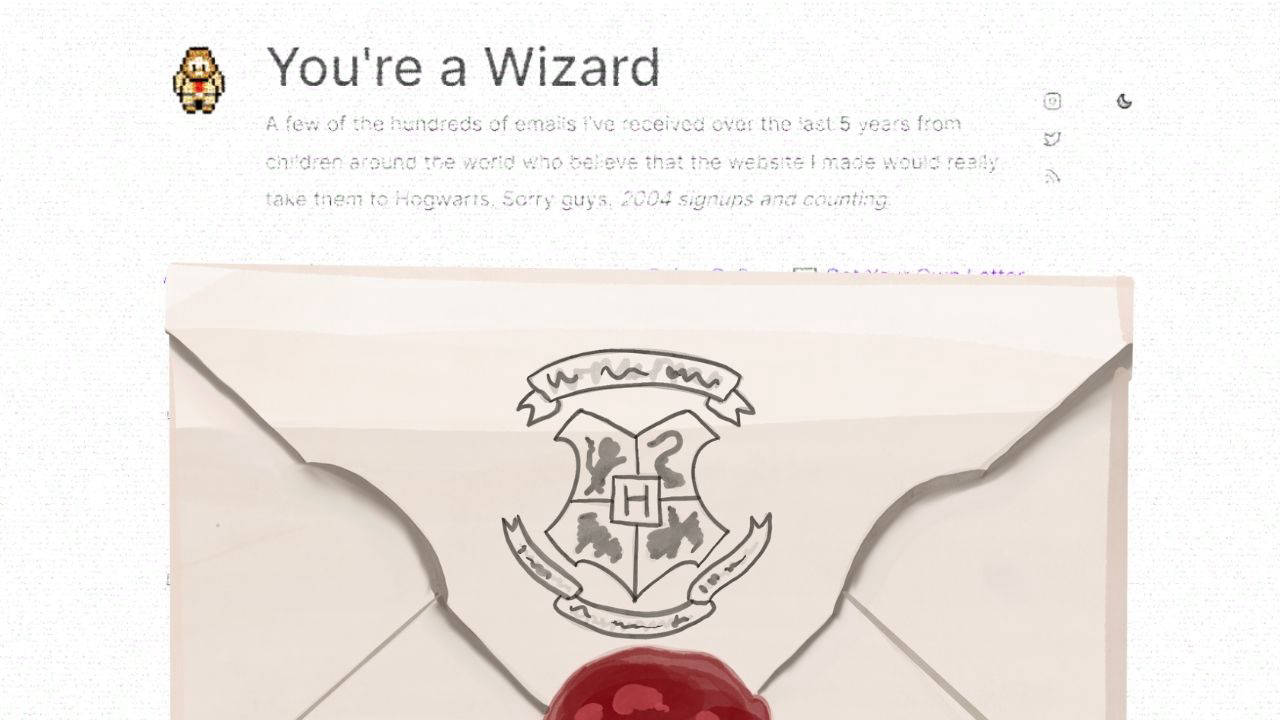 You're a Wizard
A few of the hundreds of emails I've received over the last 5 years from
children around the world who believe that the website I made would really
take them to Hogwarts. Sorry guys. 2004 signups and counting.
Get Your Own Letter
H